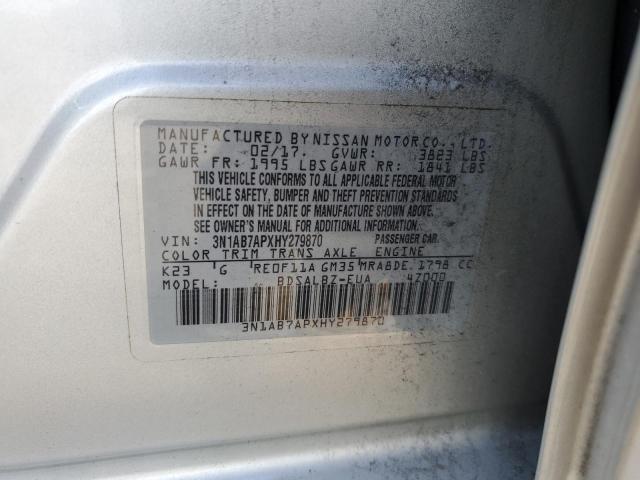 MANUFACTURED BY NISSAN MOTOR CO., LTD.
DATE: 02/17. GVWR: 3823 LBS
GAWR FR: 1995 LBS GAWR RR: 1841 LBS
THIS VEHICLE CONFORMS TO ALL APPLICABLE FEDERAL MOTOR
VEHICLE SAFETY, BUMPER, AND THEFT PREVENTION STANDARDS
IN EFFECT ON THE DATE OF MANUFACTURE SHOWN ABOVE.
SEE OWNER'S MANUAL FOR ADDITIONAL INFORMATION.
VIN: 3N1AB7APXHY279870 PASSENGER CAR.
COLOR TRIM TRANS AXLE ENGINE
K23 G RE0F11A GM35 MRA8DE. 1798 CC
MODEL: BDSALBZ-EUA 4Z000
3N1AB7APXHY279870